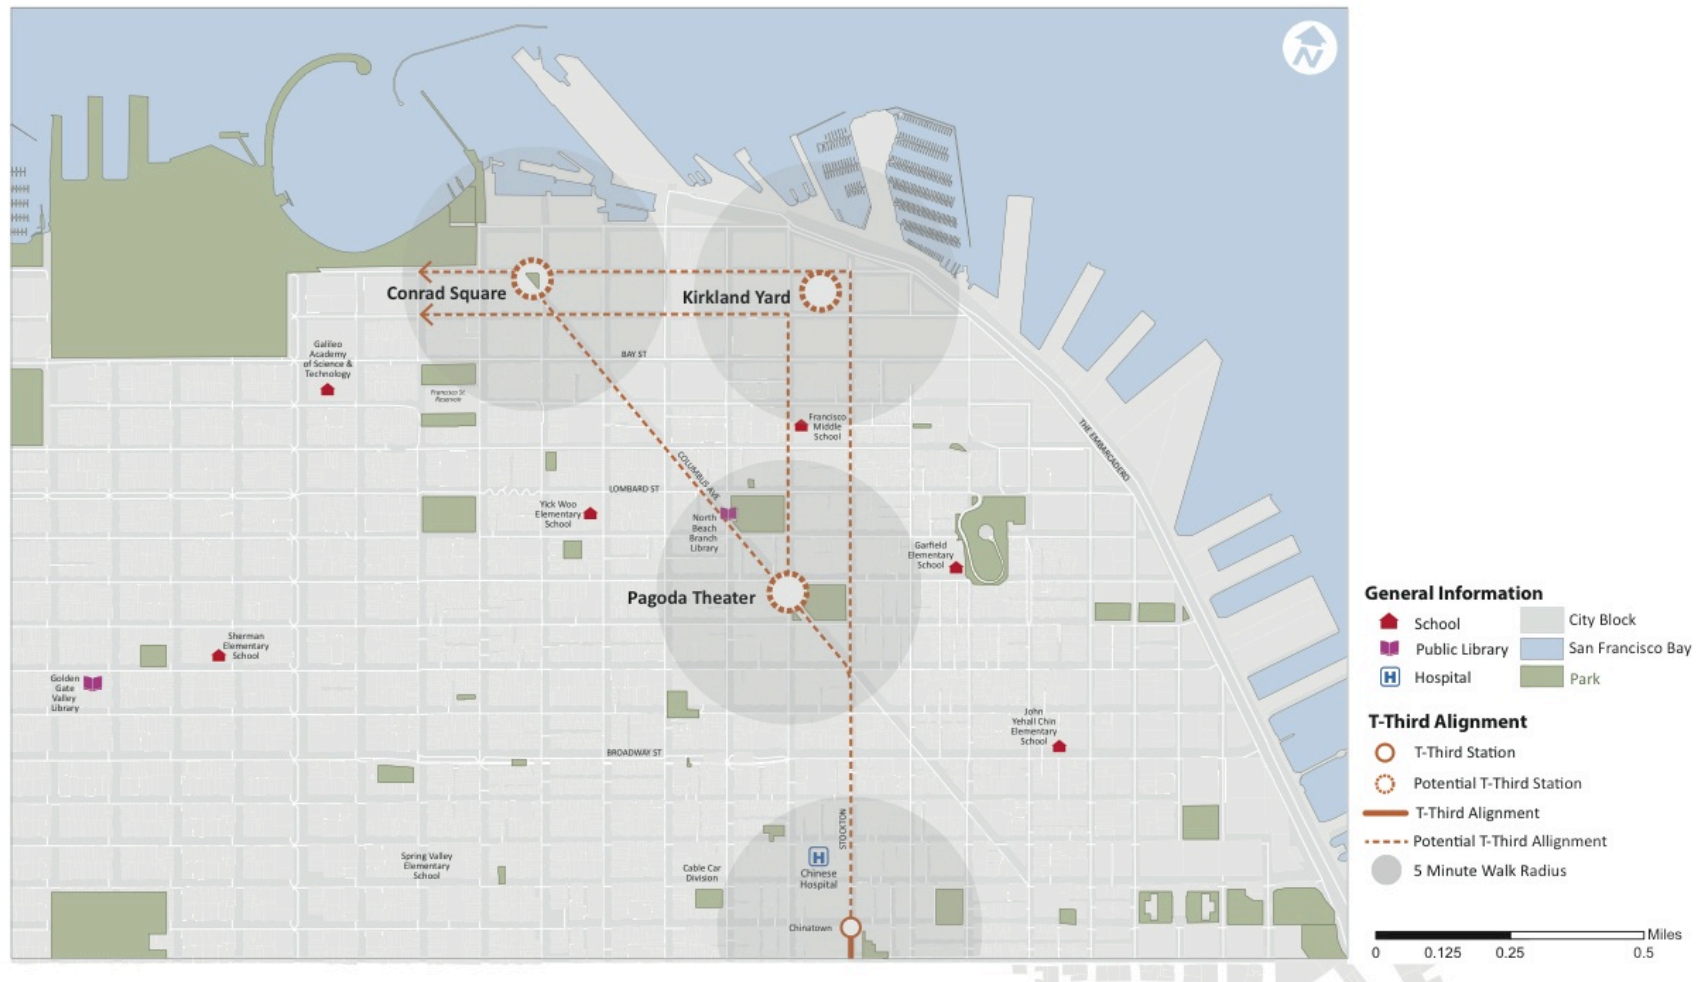 N
Conrad Square
Kirkland Yard
Galileo
Academy
of Science &
Technology
BAY ST
Francisco St
Reservoir
Francisco
Middle
School
THE EMBARCADERO
COLUMBUS AVE
LOMBARD ST
Yick Woo
Elementary
School
North
Beach
Branch
Library
Garfield
Elementary
School
Pagoda Theater
Sherman
Elementary
School
Golden
Gate
Valley
Library
John
Yehall Chin
Elementary
School
BROADWAY ST
STOCKTON
Spring Valley
Elementary
School
Cable Car
Division
H
Chinese
Hospital
Chinatown
General Information
School
City Block
Public Library
San Francisco Bay
H
Hospital
Park
T-Third Alignment
T-Third Station
Potential T-Third Station
T-Third Alignment
Potential T-Third Allignment
5 Minute Walk Radius
Miles
0 0.125 0.25 0.5